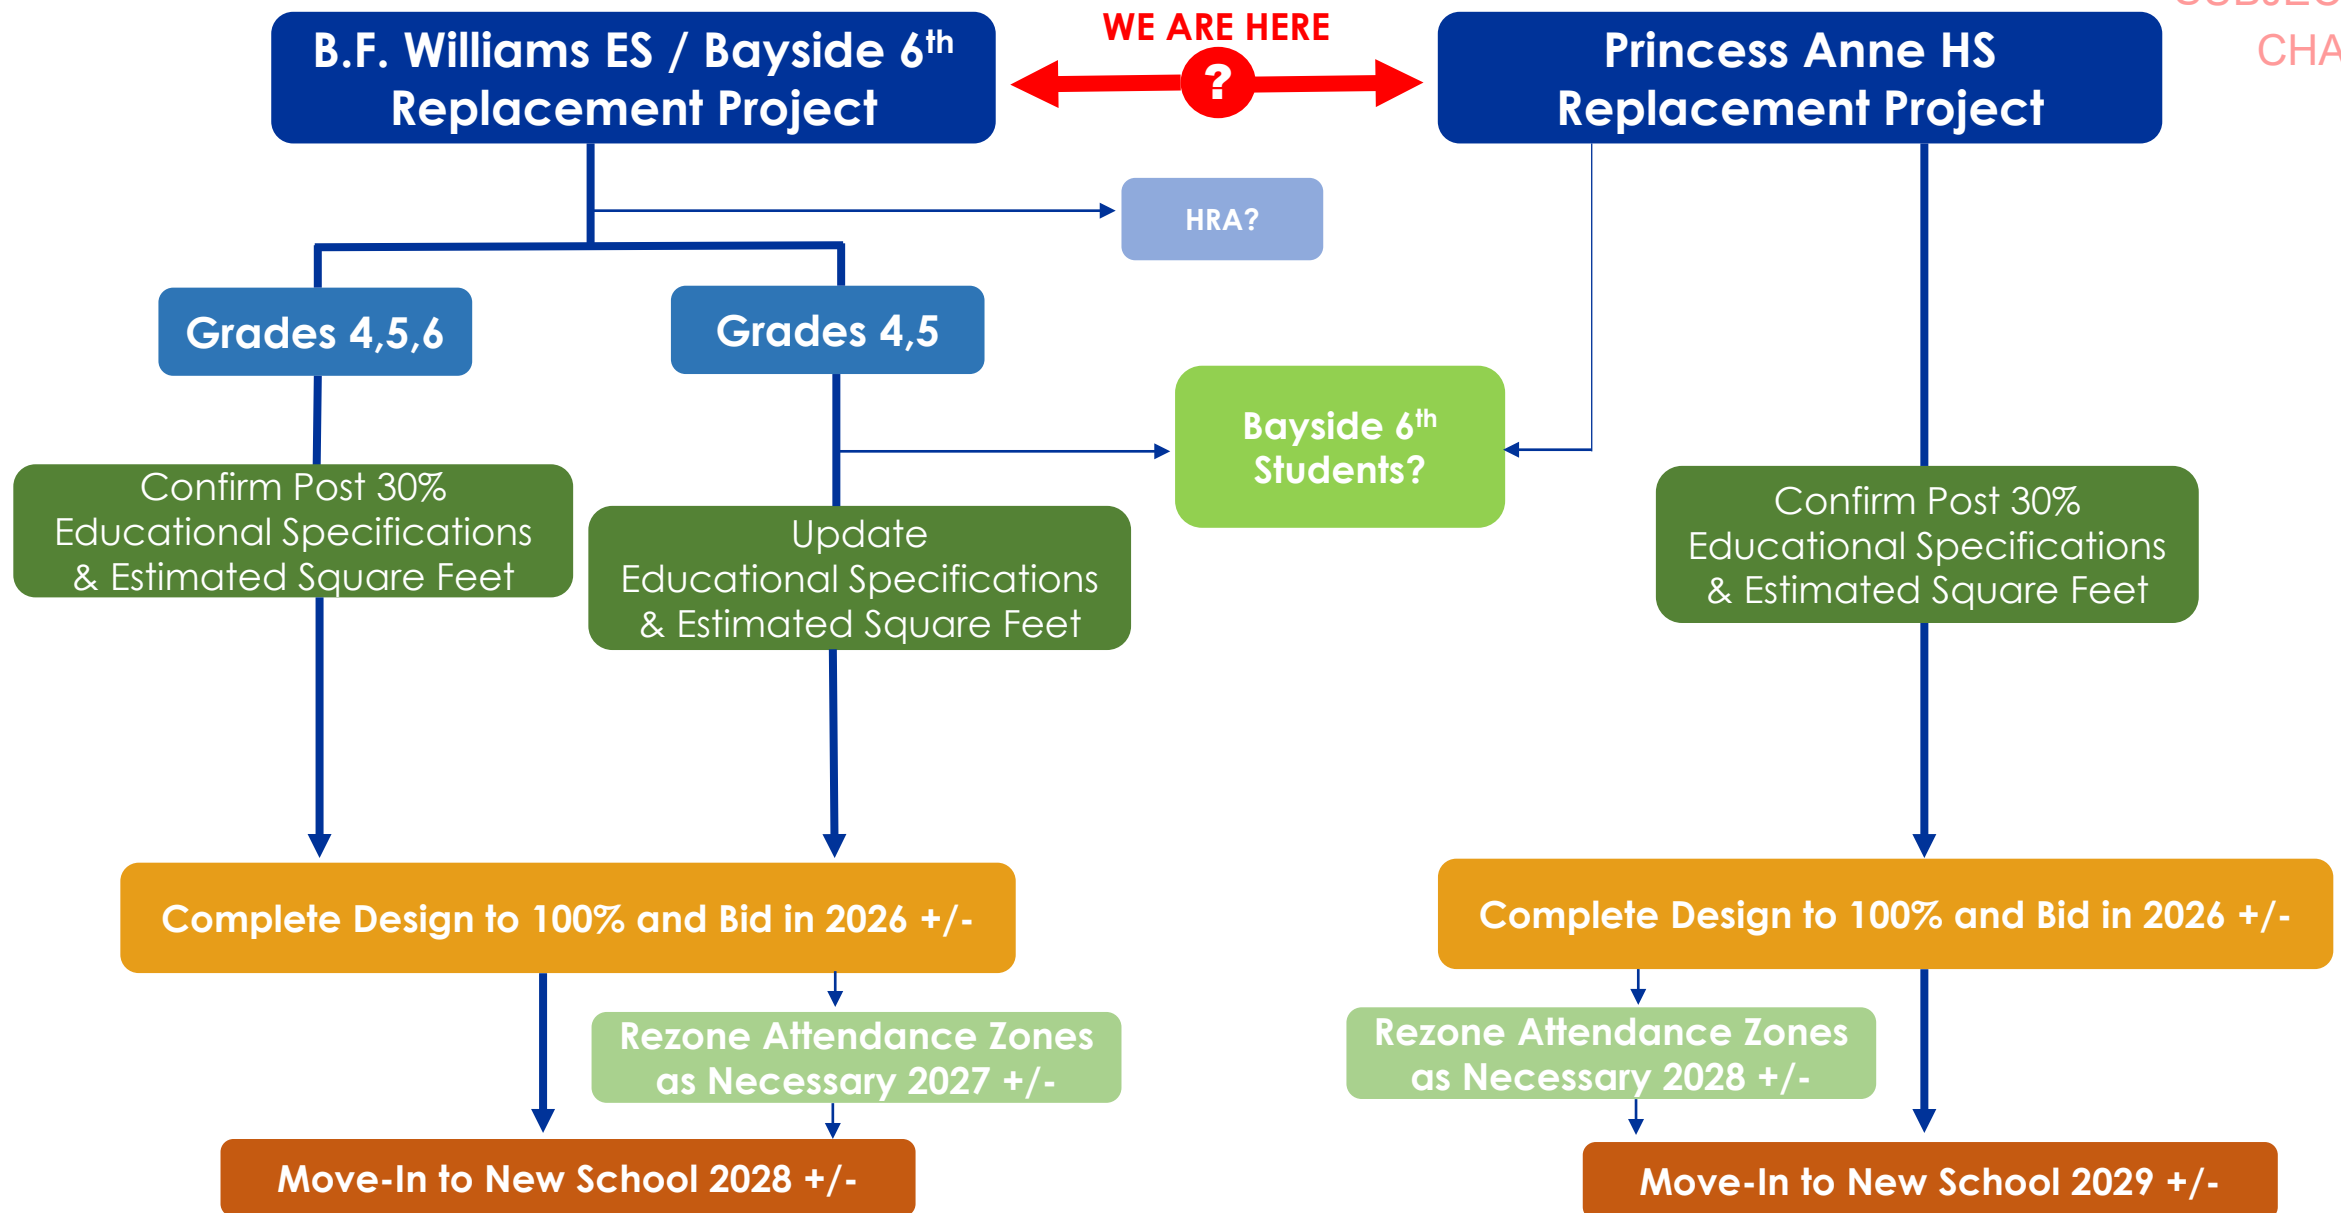 B.F. Williams ES / Bayside 6th
Replacement Project
WE ARE HERE
?
Princess Anne HS
Replacement Project
HRA?
Grades 4,5,6
Grades 4,5
Bayside 6th
Students?
Confirm Post 30%
Educational Specifications
& Estimated Square Feet
Update
Educational Specifications
& Estimated Square Feet
Confirm Post 30%
Educational Specifications
& Estimated Square Feet
Complete Design to 100% and Bid in 2026 +/-
Complete Design to 100% and Bid in 2026 +/-
Rezone Attendance Zones
as Necessary 2027 +/-
Rezone Attendance Zones
as Necessary 2028 +/-
Move-In to New School 2028 +/-
Move-In to New School 2029 +/-